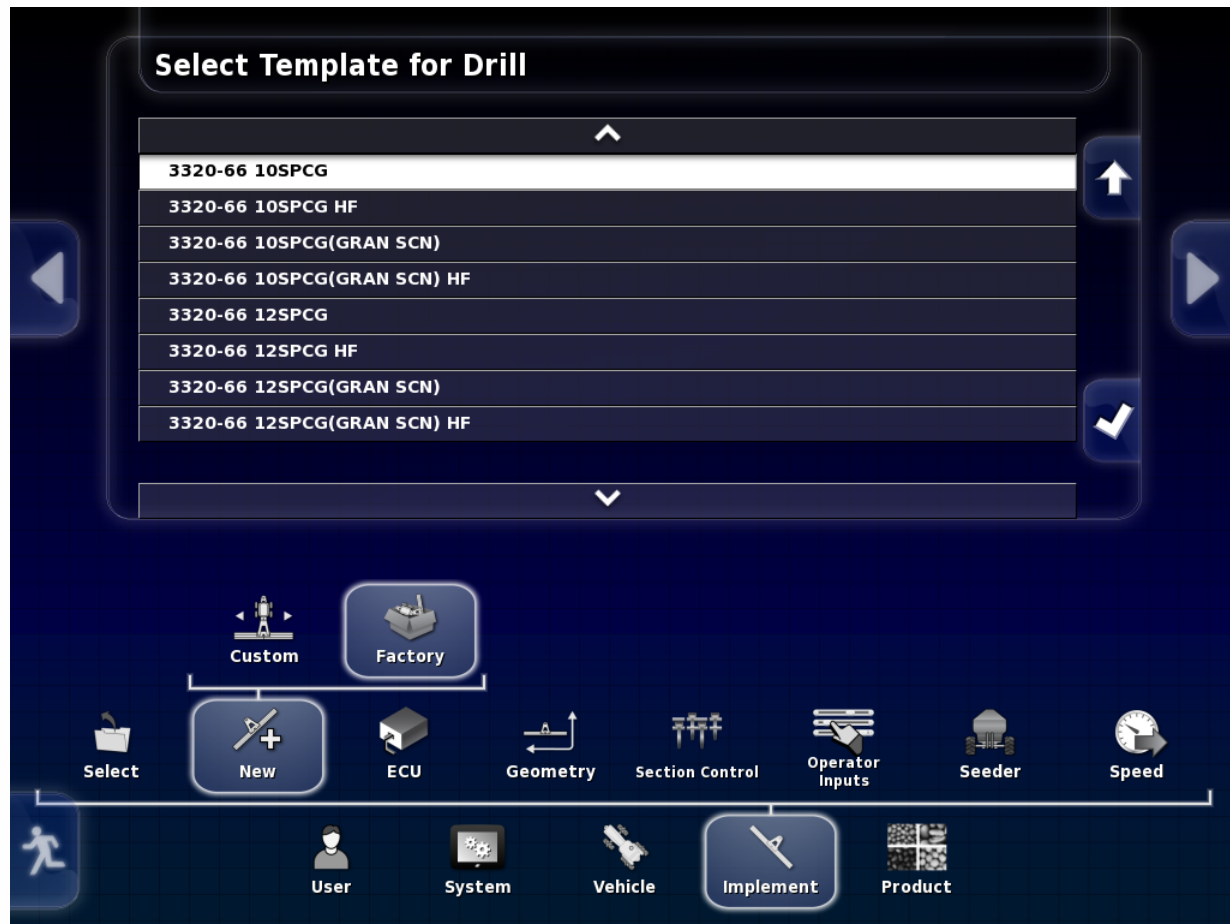 Select Template for Drill
3320-66 10SPCG
3320-66 10SPCG HF
3320-66 10SPCG(GRAN SCN)
3320-66 10SPCG(GRAN SCN) HF
3320-66 12SPCG
3320-66 12SPCG HF
3320-66 12SPCG(GRAN SCN)
3320-66 12SPCG(GRAN SCN) HF
Custom
Factory
Select
New
ECU
Geometry
Section Control
Operator
Inputs
Seeder
Speed
User
System
Vehicle
Implement
Product